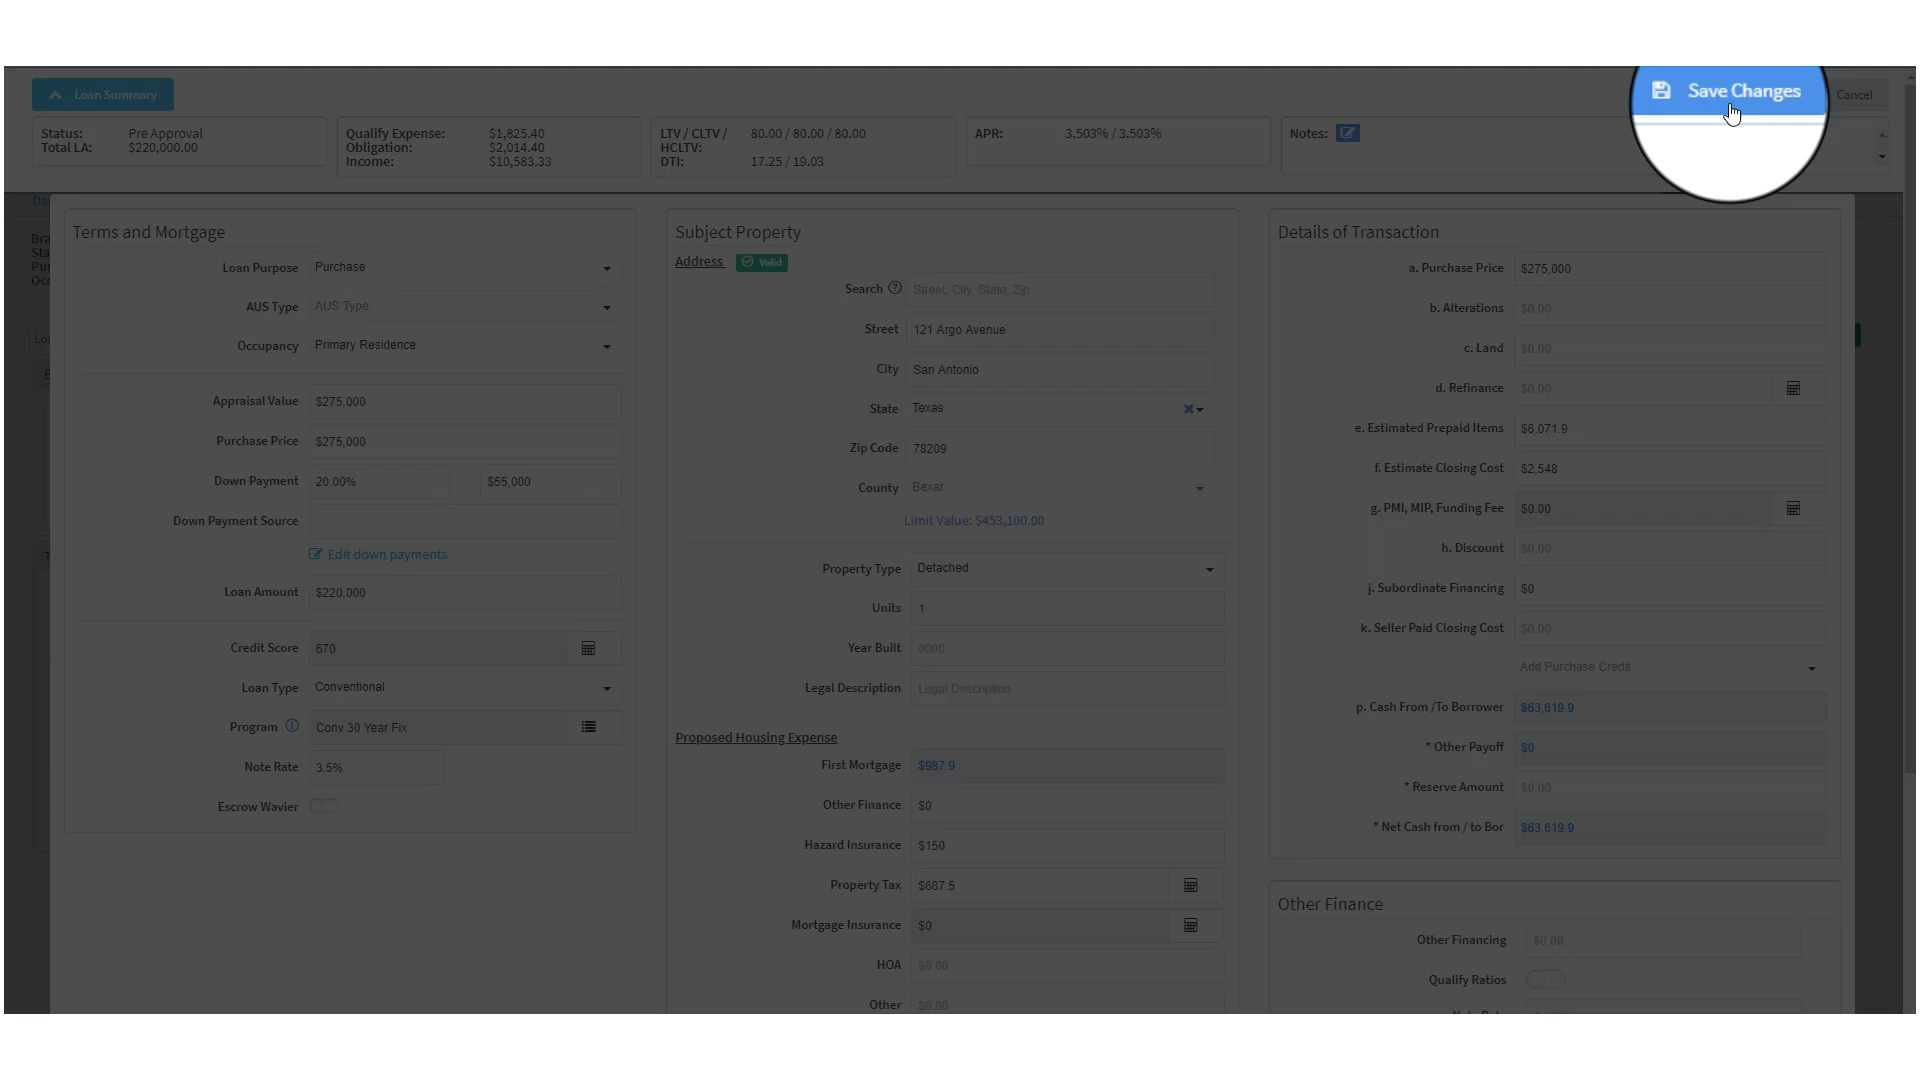 Loan Summary
Save Changes
Cancel
Status: Pre Approval
Total LA: $220,000.00
Qualify Expense: $1,825.40
Obligation: $2,014.40
Income: $10,583.33
LTV / CLTV / HCLTV: 80.00 / 80.00 / 80.00
DTI: 17.25 / 19.03
APR: 3.503% / 3.503%
Notes:
Terms and Mortgage
Loan Purpose Purchase
AUS Type AUS Type
Occupancy Primary Residence
Appraisal Value $275,000
Purchase Price $275,000
Down Payment 20.00% $55,000
Down Payment Source
Edit down payments
Loan Amount $220,000
Credit Score 670
Loan Type Conventional
Program Conv 30 Year Fix
Note Rate 3.5%
Escrow Wavier
Subject Property
Address Valid
Search Street, City, State, Zip
Street 121 Argo Avenue
City San Antonio
State Texas
Zip Code 78209
County Bexar
Limit Value: $453,100.00
Property Type Detached
Units 1
Year Built 0000
Legal Description Legal Description
Proposed Housing Expense
First Mortgage $987.9
Other Finance $0
Hazard Insurance $150
Property Tax $687.5
Mortgage Insurance $0
HOA $0.00
Other $0.00
Details of Transaction
a. Purchase Price $275,000
b. Alterations $0.00
c. Land $0.00
d. Refinance $0.00
e. Estimated Prepaid Items $6,071.9
f. Estimate Closing Cost $2,548
g. PMI, MIP, Funding Fee $0.00
h. Discount $0.00
j. Subordinate Financing $0
k. Seller Paid Closing Cost $0.00
Add Purchase Credit
p. Cash From /To Borrower $63,619.9
* Other Payoff $0
* Reserve Amount $0.00
* Net Cash from / to Bor $63,619.9
Other Finance
Other Financing $0.00
Qualify Ratios